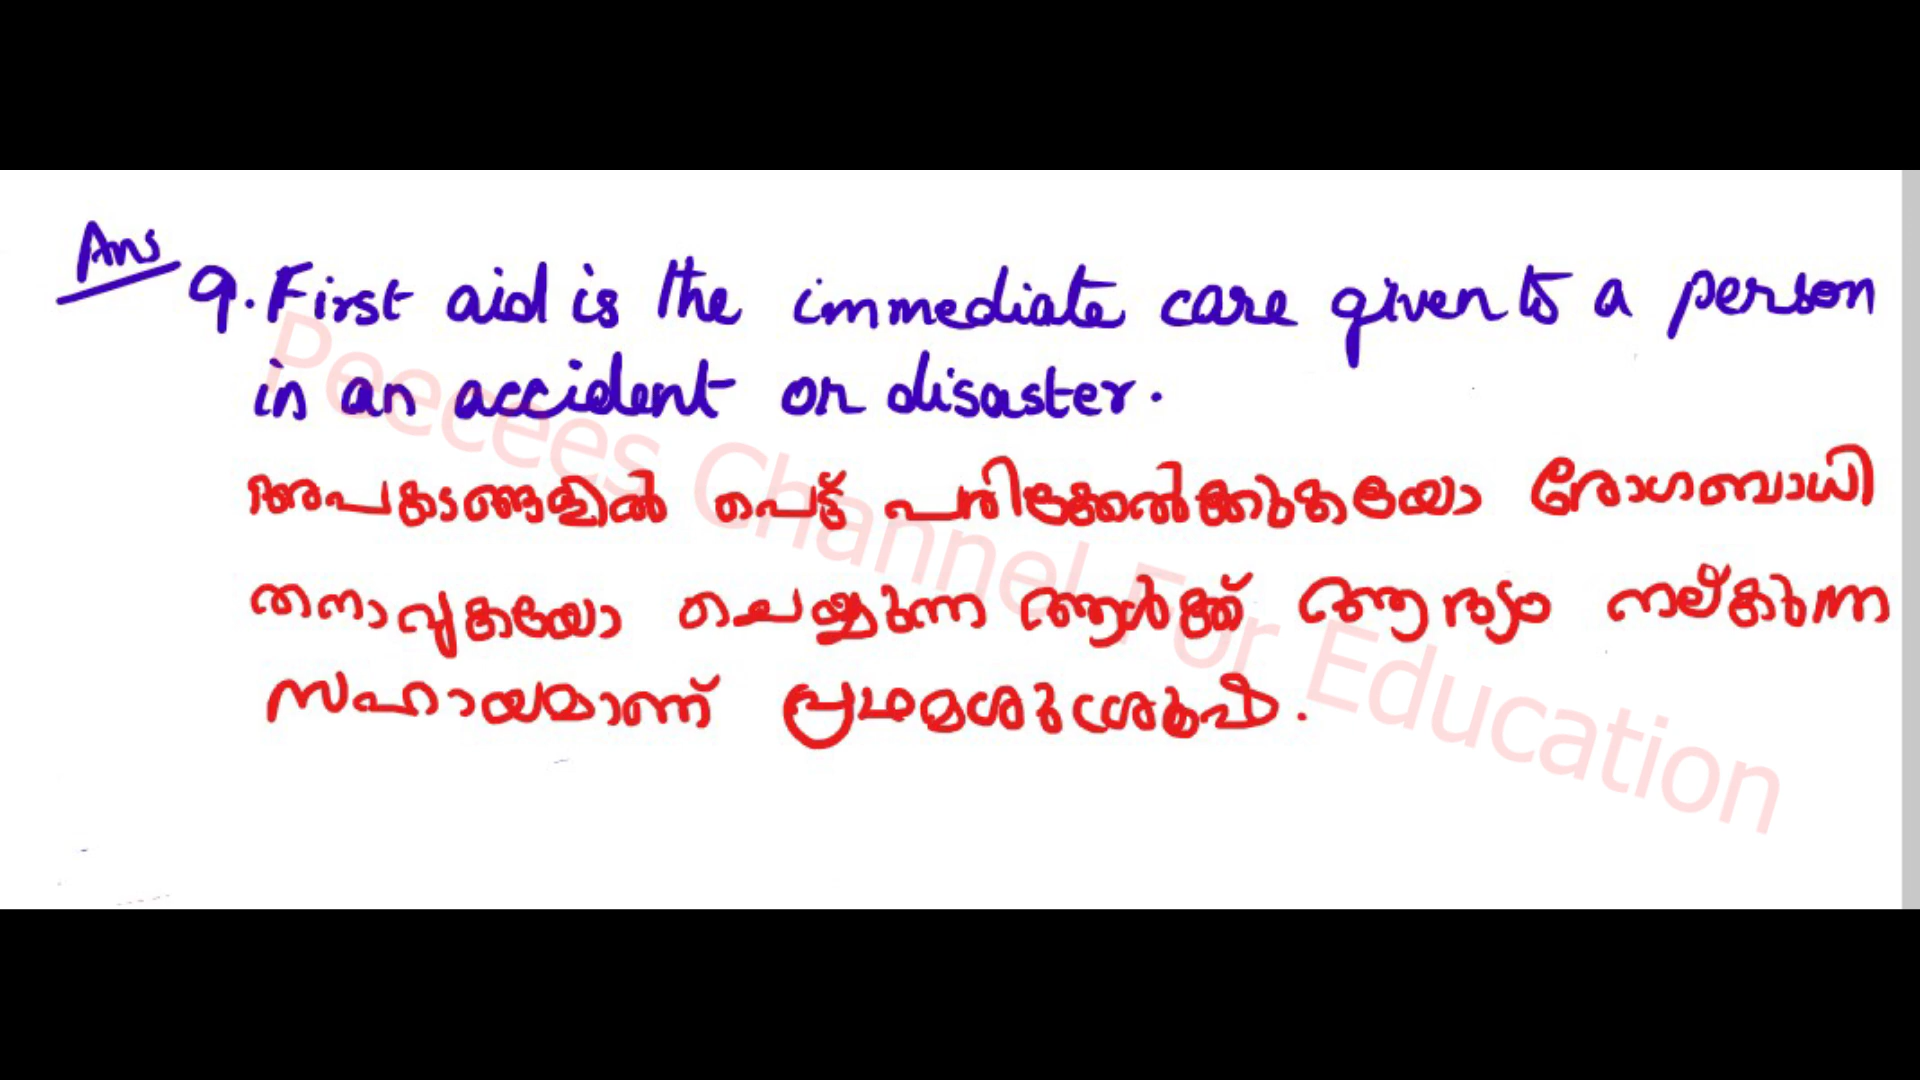 Ans
9. First aid is the immediate care given to a person
in an accident or disaster.
അപകടങ്ങളിൽ പെട്ട് പരിക്കേൽക്കുകയോ രോഗബാധി
തനാവുകയോ ചെയ്യുന്ന ആൾക്ക് ആദ്യം നല്കുന്ന
സഹായമാണ് പ്രഥമശുശ്രൂഷ.
Peecees Channel For Education